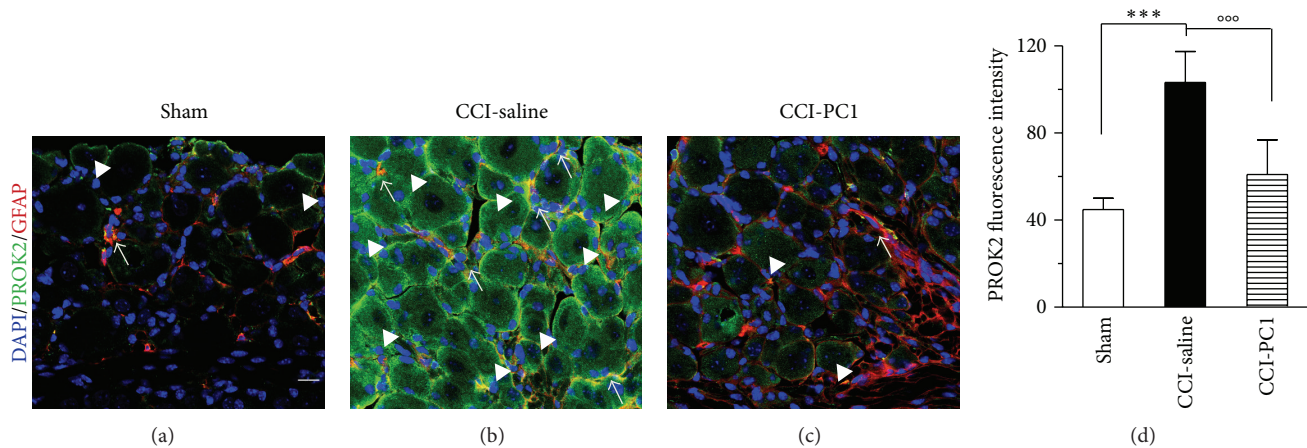 Sham
CCI-saline
CCI-PC1
DAPI/PROK2/GFAP
(a)
(b)
(c)
***
°°°
PROK2 fluorescence intensity
120
80
40
0
Sham
CCI-saline
CCI-PC1
(d)